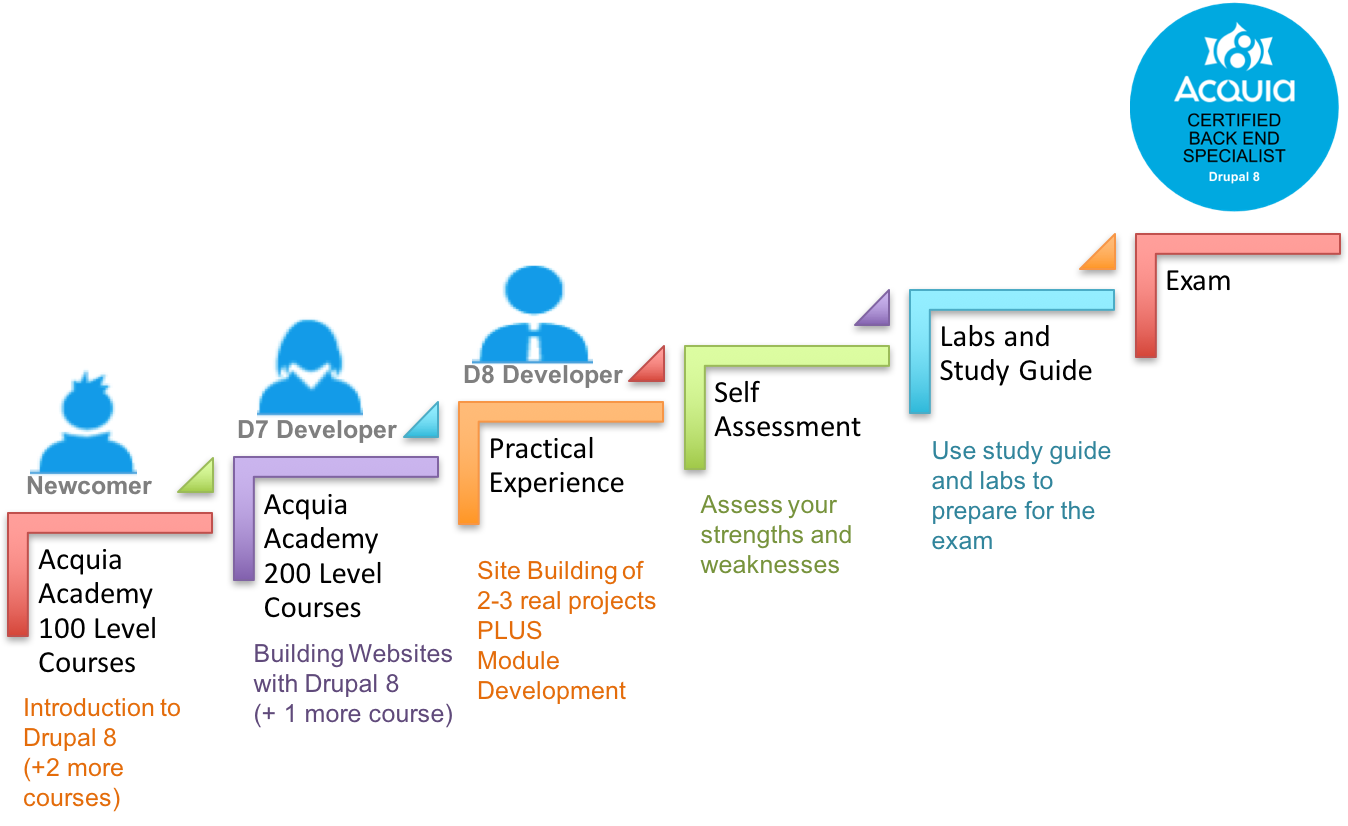 Acquia
CERTIFIED
BACK END
SPECIALIST
Drupal 8
Newcomer
Acquia
Academy
100 Level
Courses
Introduction to
Drupal 8
(+2 more
courses)
D7 Developer
Acquia
Academy
200 Level
Courses
Building Websites
with Drupal 8
(+ 1 more course)
D8 Developer
Practical
Experience
Site Building of
2-3 real projects
PLUS
Module
Development
Self
Assessment
Assess your
strengths and
weaknesses
Labs and
Study Guide
Use study guide
and labs to
prepare for the
exam
Exam